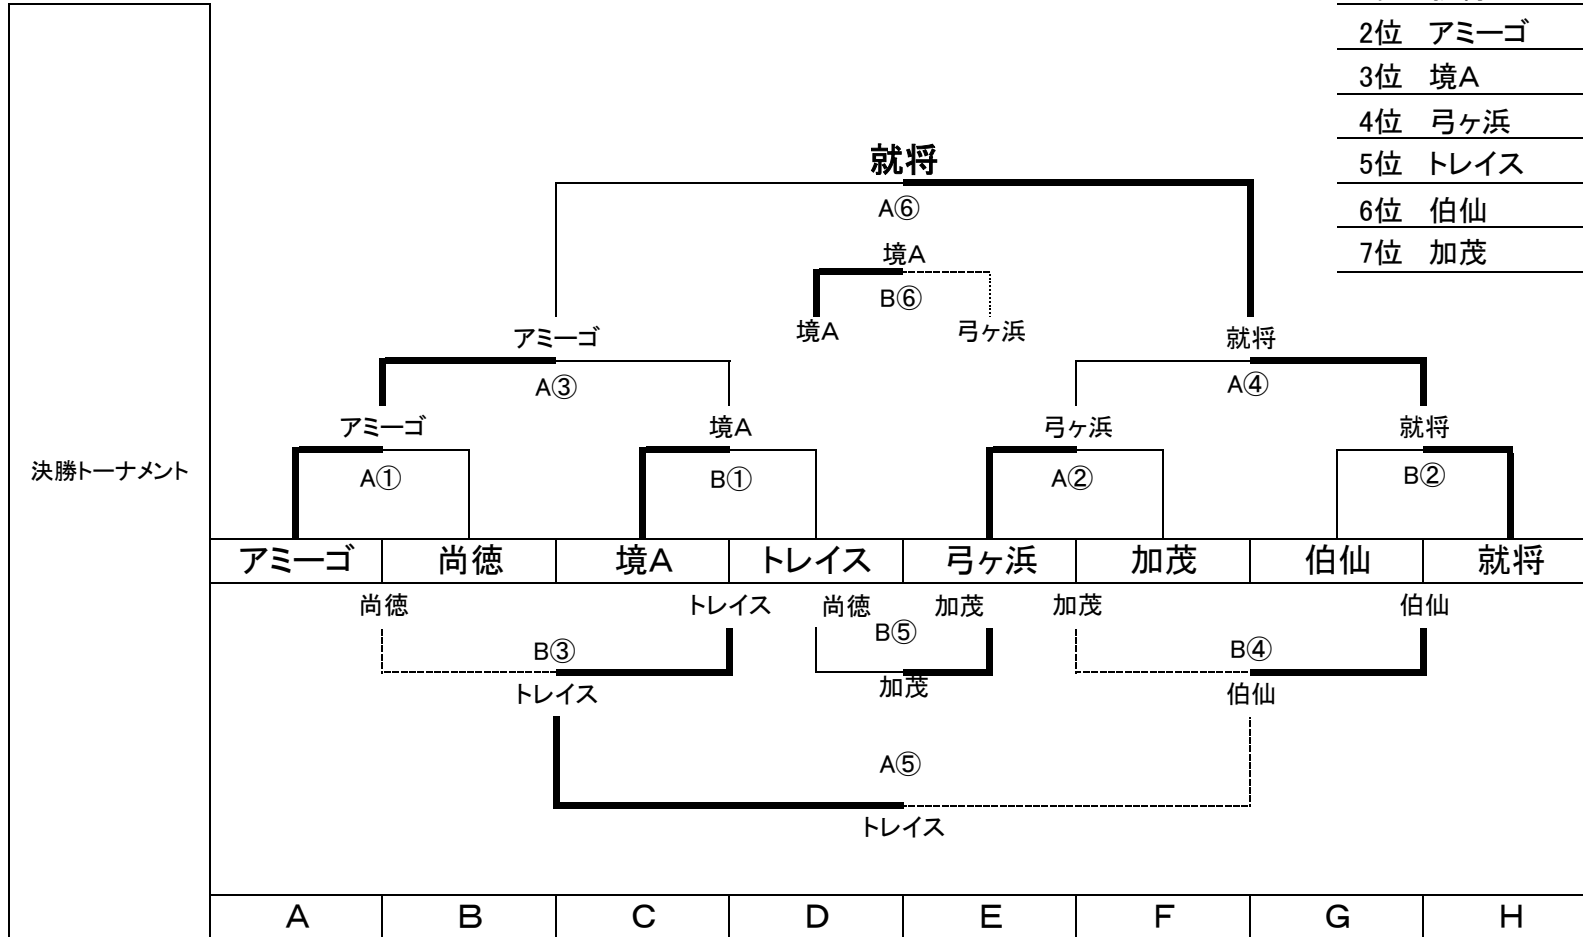 2位 アミーゴ
3位 境A
4位 弓ヶ浜
5位 トレイス
6位 伯仙
7位 加茂
就将
A⑥
境A
B⑥
境A 弓ヶ浜
アミーゴ 就将
A③ A④
アミーゴ 境A 弓ヶ浜 就将
決勝トーナメント
A① B① A② B②
アミーゴ 尚徳 境A トレイス 弓ヶ浜 加茂 伯仙 就将
尚徳 トレイス 尚徳 加茂 加茂 伯仙
B③ B⑤ B④
トレイス 加茂 伯仙
A⑤
トレイス
A B C D E F G H